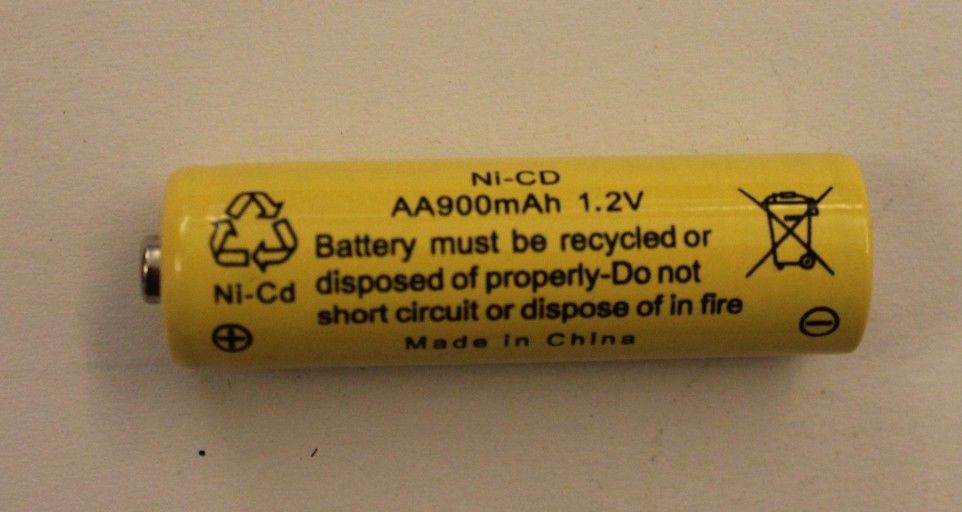 Ni-CD
AA900mAh 1.2V
Battery must be recycled or
disposed of properly-Do not
short circuit or dispose of in fire
Made in China
Ni-Cd